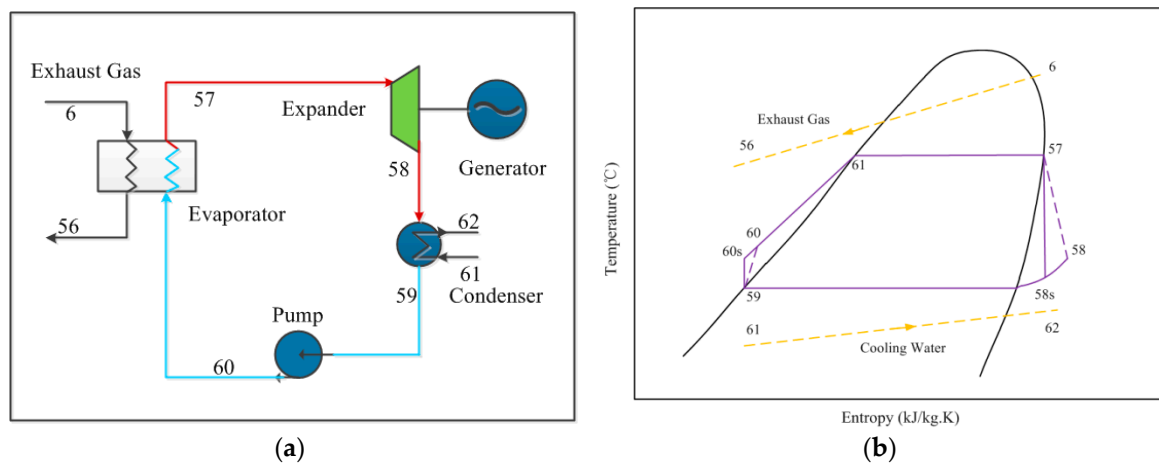 Exhaust Gas
6
57
Expander
58
Generator
Evaporator
56
62
61
59
Condenser
Pump
60
(a)
Temperature (℃)
6
Exhaust Gas
56
57
61
60
60s
58
59
58s
61
62
Cooling Water
Entropy (kJ/kg.K)
(b)